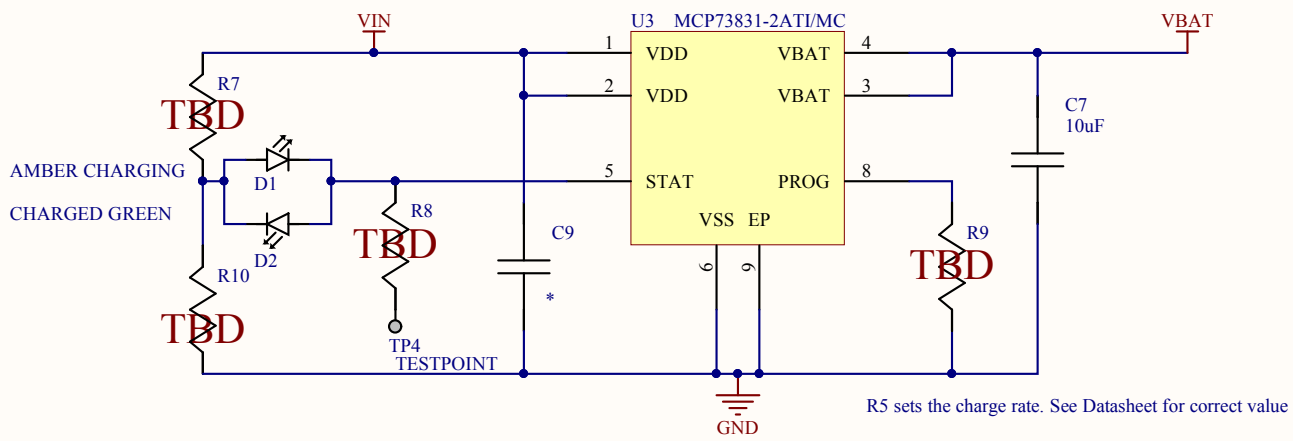 VIN
U3 MCP73831-2ATI/MC
VBAT
1 VDD VBAT 4
2 VDD VBAT 3
R7
TBD
C7
10uF
AMBER CHARGING
D1
5 STAT PROG 8
CHARGED GREEN
D2
R8
TBD
VSS EP
C9
R9
TBD
R10
TBD
6 9
*
TP4
TESTPOINT
GND
R5 sets the charge rate. See Datasheet for correct value